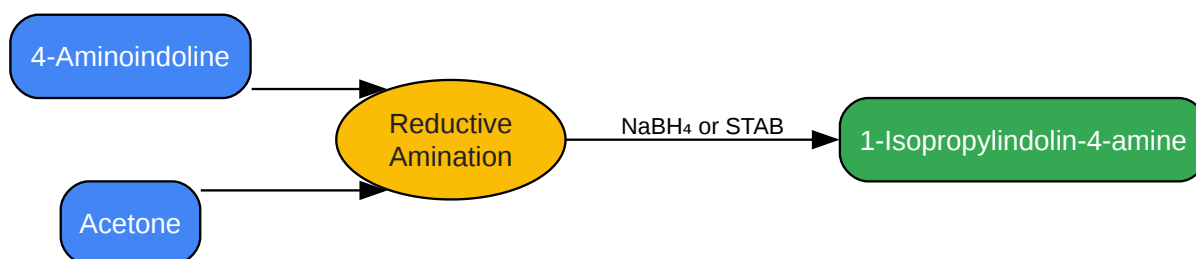 4-Aminoindoline
Acetone
Reductive
Amination
NaBH₄ or STAB
1-Isopropylindolin-4-amine